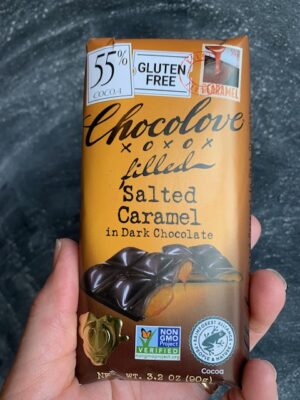 55%
COCOA
GLUTEN
FREE
CARAMEL
Chocolove
XOXOX
filled
Salted
Caramel
in Dark Chocolate
NON
GMO
Project
VERIFIED
Cocoa
NET WT. 3.2 OZ (90g)